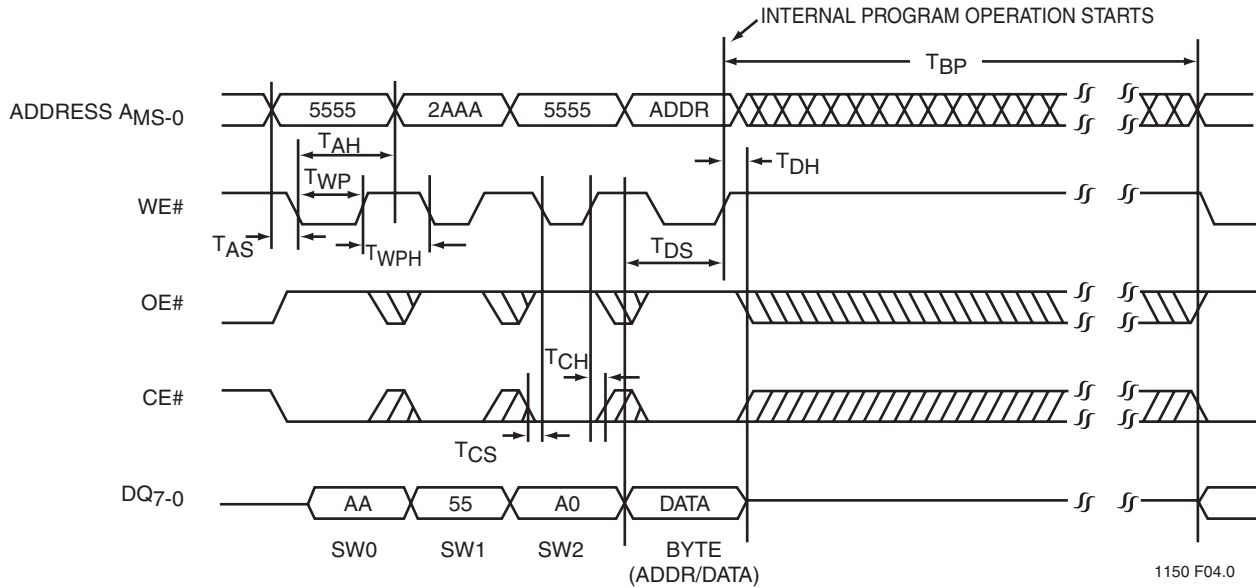 INTERNAL PROGRAM OPERATION STARTS
TBP
ADDRESS AMS-0
5555
2AAA
5555
ADDR
TAH
TDH
TWP
WE#
TAS
TWPH
TDS
OE#
TCH
CE#
TCS
DQ7-0
AA
55
A0
DATA
SW0
SW1
SW2
BYTE
(ADDR/DATA)
1150 F04.0